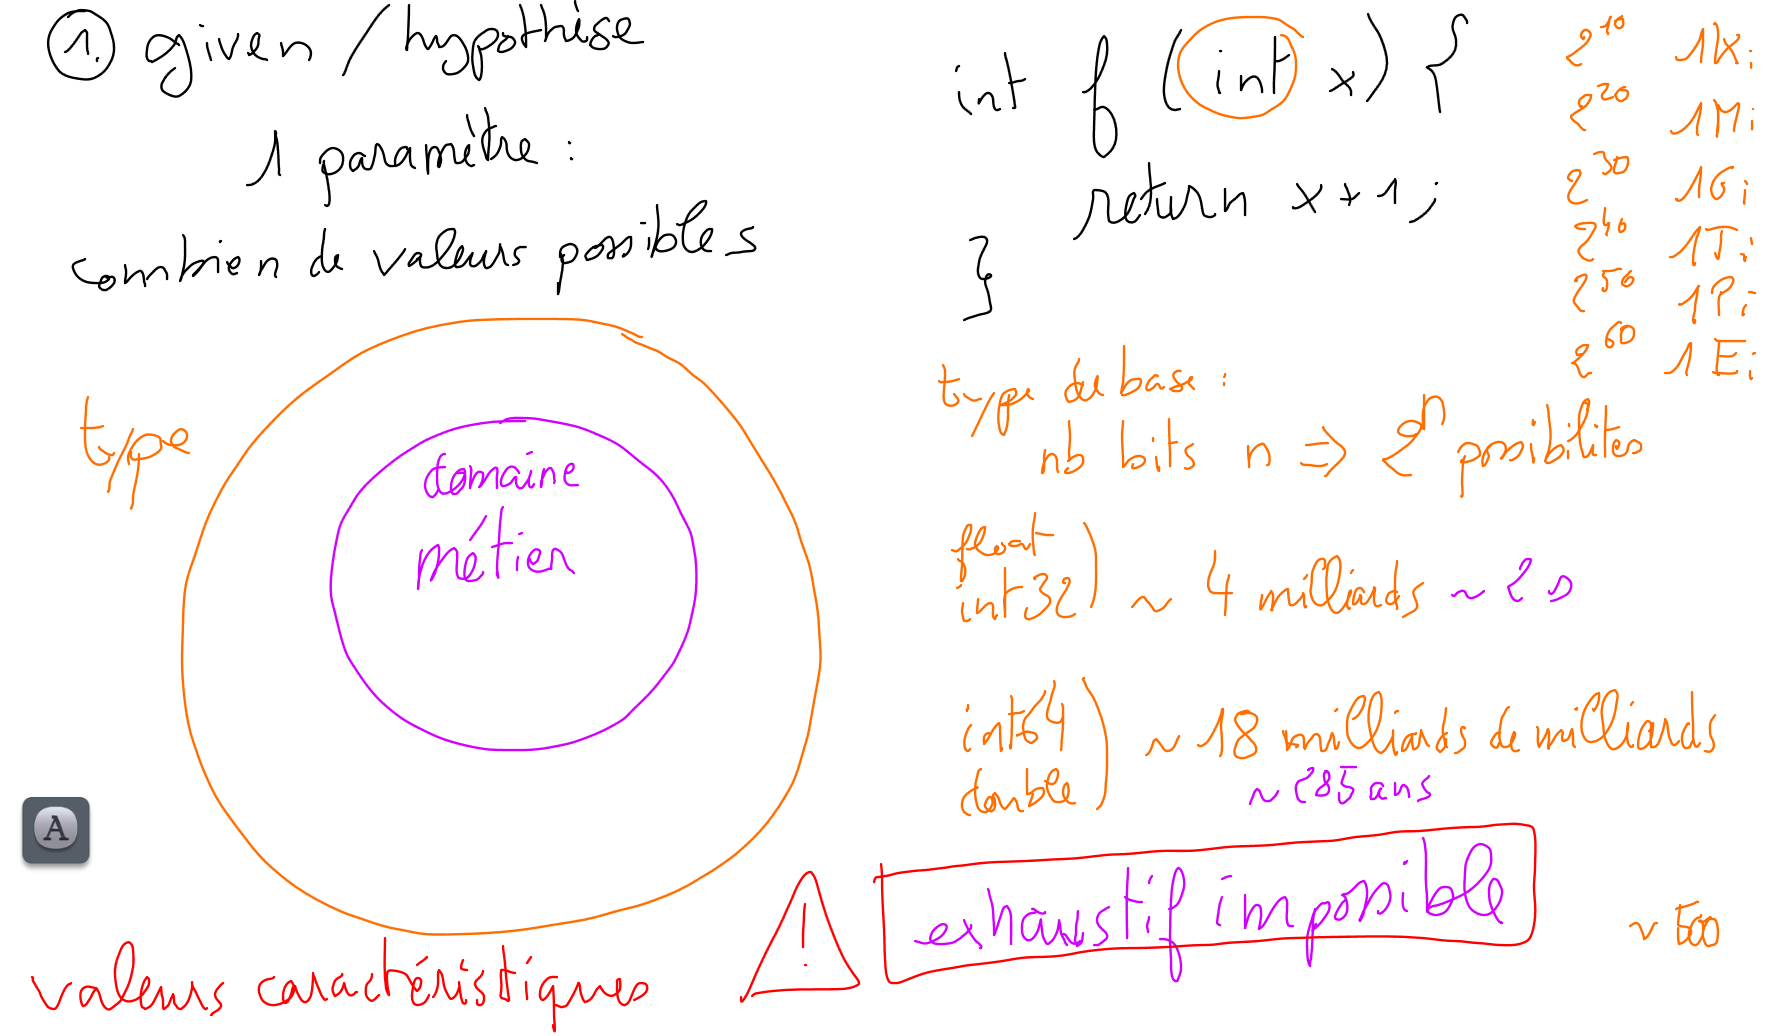 1. given / hypothèse
1 paramètre :
combien de valeurs possibles
type
domaine
métier
A
valeurs caractéristiques
int f (int x) {
return x + 1 ;
}
2^10 1Ki
2^20 1Mi
2^30 1Gi
2^40 1Ti
2^50 1Pi
2^60 1Ei
type de base :
nb bits n => 2^n possibilites
float
int32 ) ~ 4 milliards ~ 2 s
int64
double ) ~ 18 milliards de milliards
~ 285 ans
! exhaustif impossible
~ 500